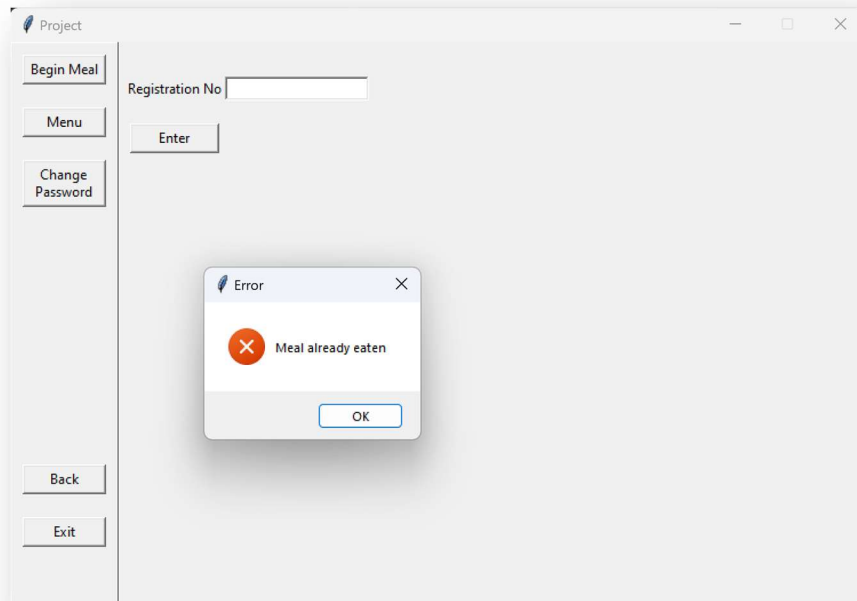 Project
Begin Meal
Menu
Change
Password
Back
Exit
Registration No
Enter
Error
Meal already eaten
OK